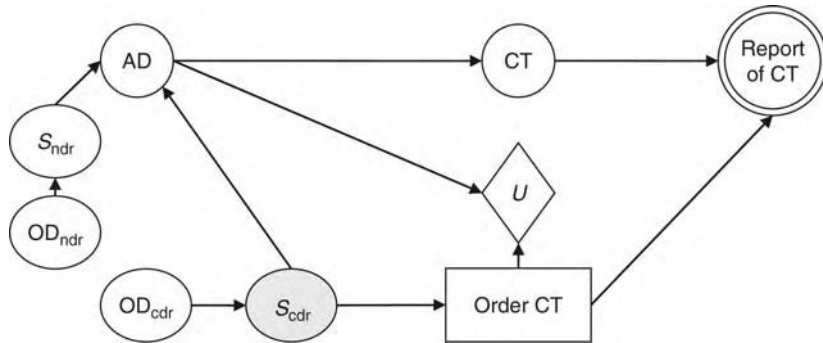 AD
CT
Report
of CT
S_ndr
U
OD_ndr
OD_cdr
S_cdr
Order CT